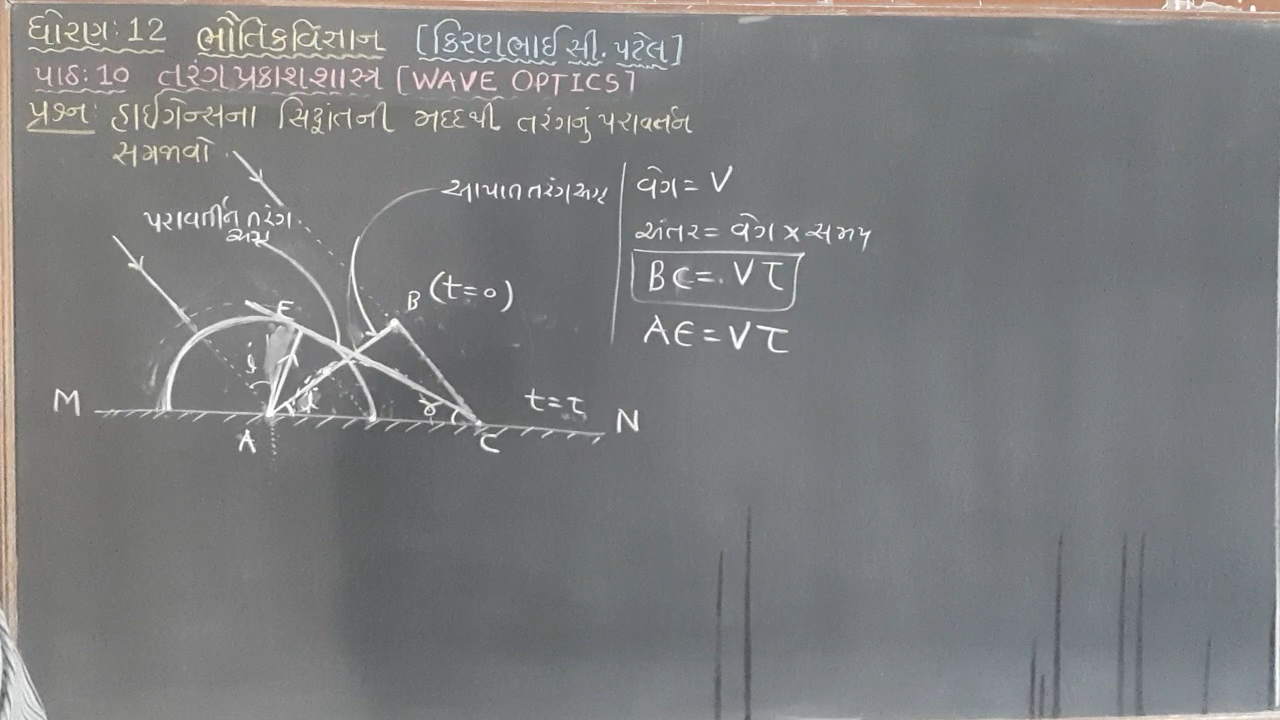 ધોરણ: 12 ભૌતિકવિજ્ઞાન [કિરણભાઈ સી. પટેલ]
પાઠ: 10 તરંગ પ્રકાશશાસ્ત્ર [WAVE OPTICS]
પ્રશ્ન: હાઈગેન્સના સિદ્ધાંતની મદદથી તરંગનું પરાવર્તન
સમજાવો.
આપાત તરંગઅગ્ર
પરાવર્તીત તરંગ
અગ્ર
B (t=0)
E
i
i
r
M
A
C
t=τ
N
વેગ = V
અંતર = વેગ x સમય
BC = Vτ
AE = Vτ